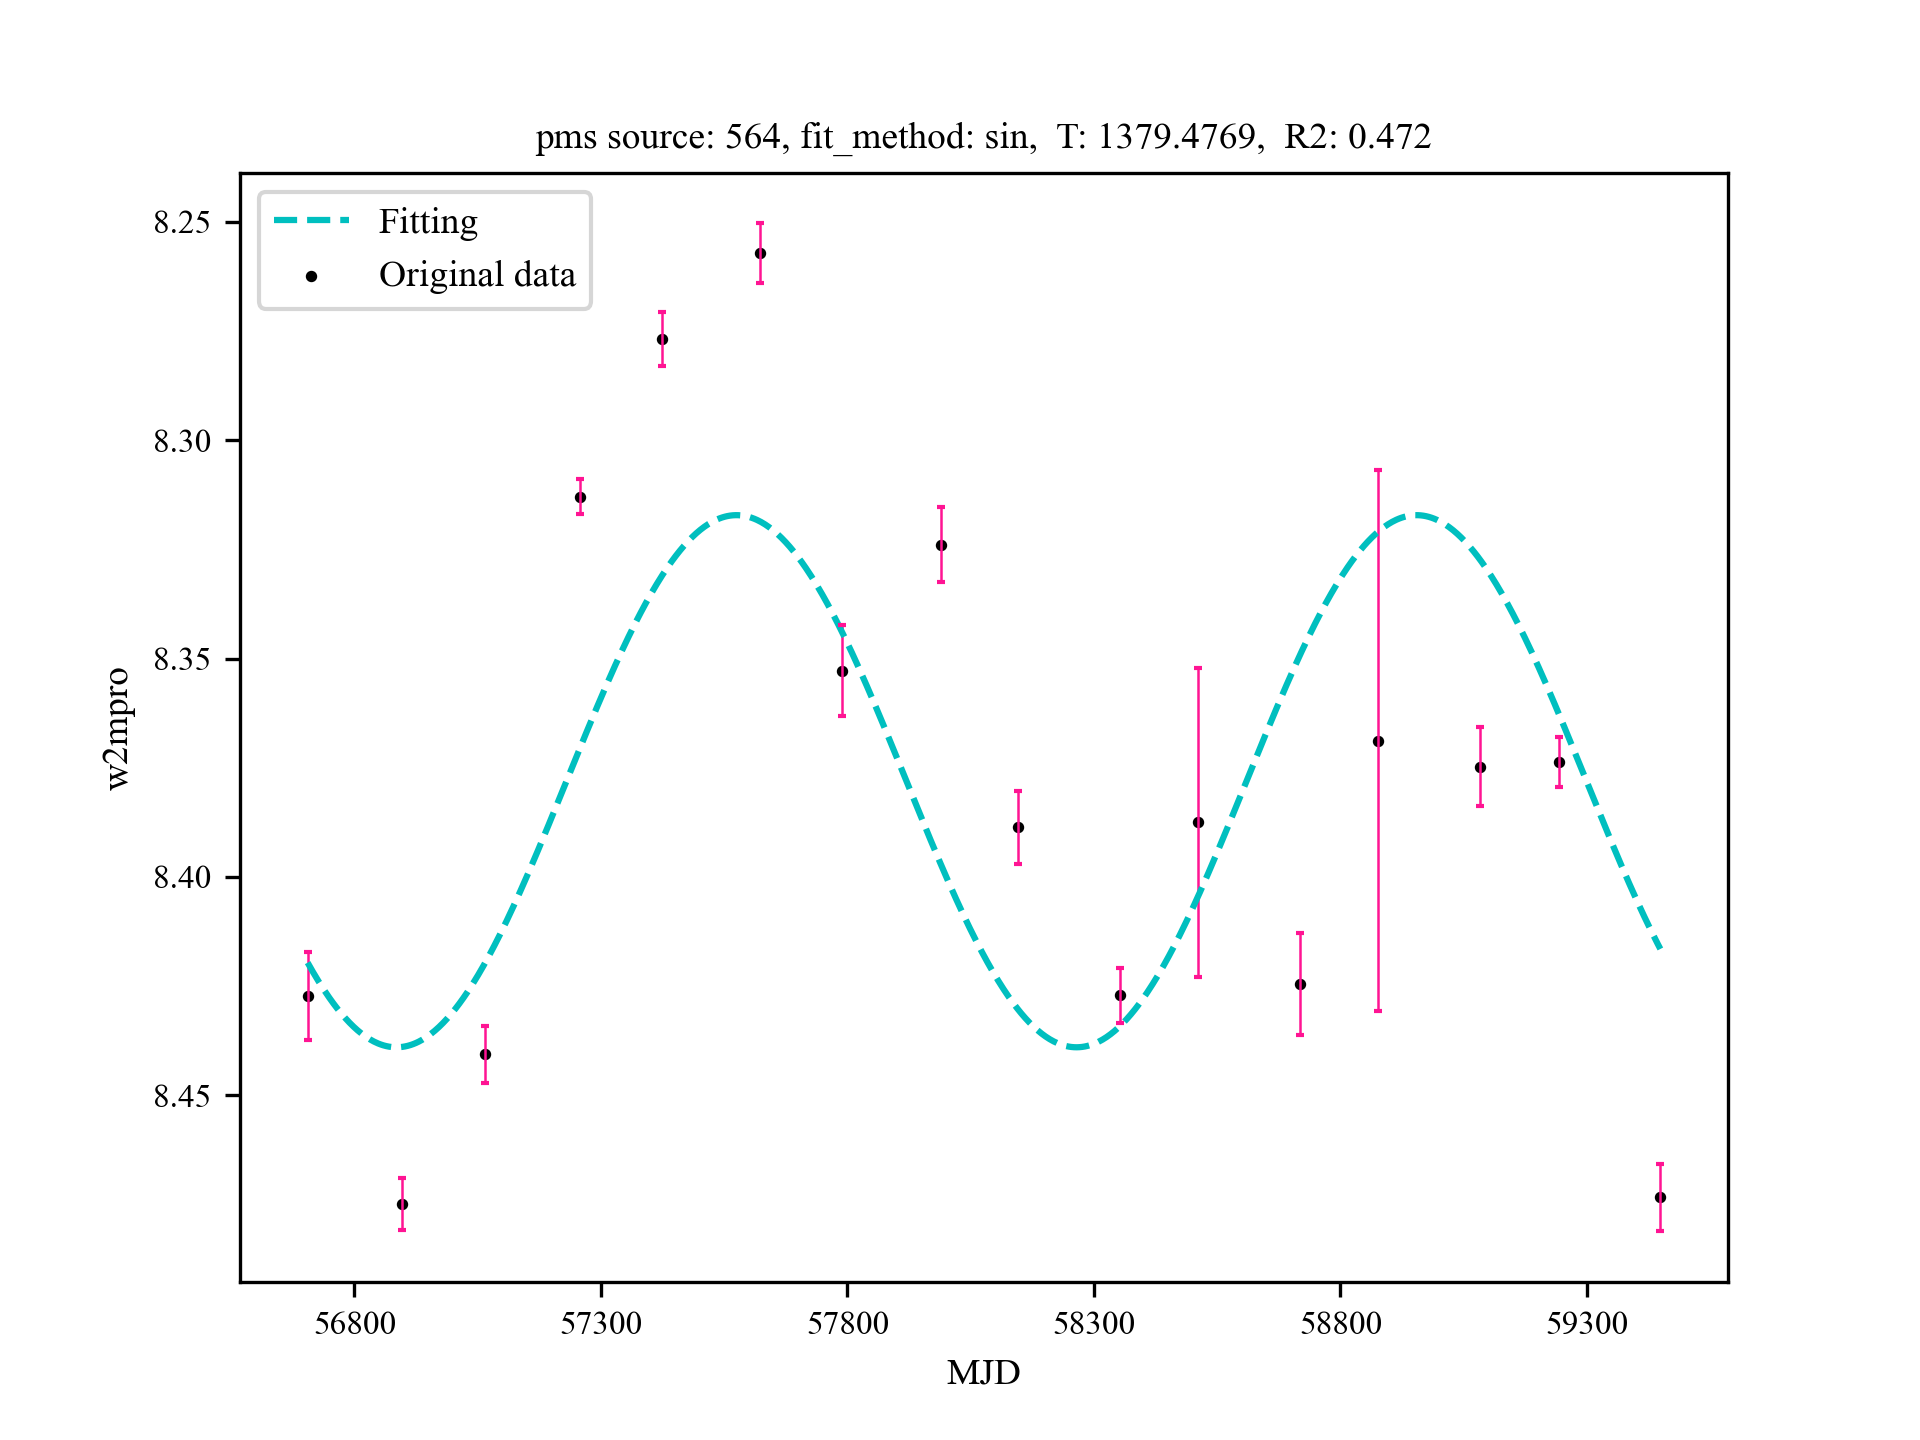 pms source: 564, fit_method: sin,  T: 1379.4769,  R2: 0.472
Fitting
Original data
8.25
8.30
8.35
8.40
8.45
w2mpro
56800
57300
57800
58300
58800
59300
MJD